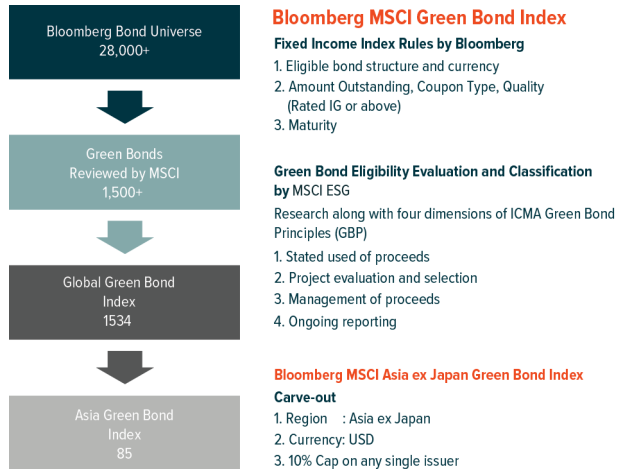 Bloomberg Bond Universe
28,000+
Green Bonds
Reviewed by MSCI
1,500+
Global Green Bond
Index
1534
Asia Green Bond
Index
85
Bloomberg MSCI Green Bond Index
Fixed Income Index Rules by Bloomberg
1. Eligible bond structure and currency
2. Amount Outstanding, Coupon Type, Quality
(Rated IG or above)
3. Maturity
Green Bond Eligibility Evaluation and Classification
by MSCI ESG
Research along with four dimensions of ICMA Green Bond
Principles (GBP)
1. Stated used of proceeds
2. Project evaluation and selection
3. Management of proceeds
4. Ongoing reporting
Bloomberg MSCI Asia ex Japan Green Bond Index
Carve-out
1. Region : Asia ex Japan
2. Currency: USD
3. 10% Cap on any single issuer